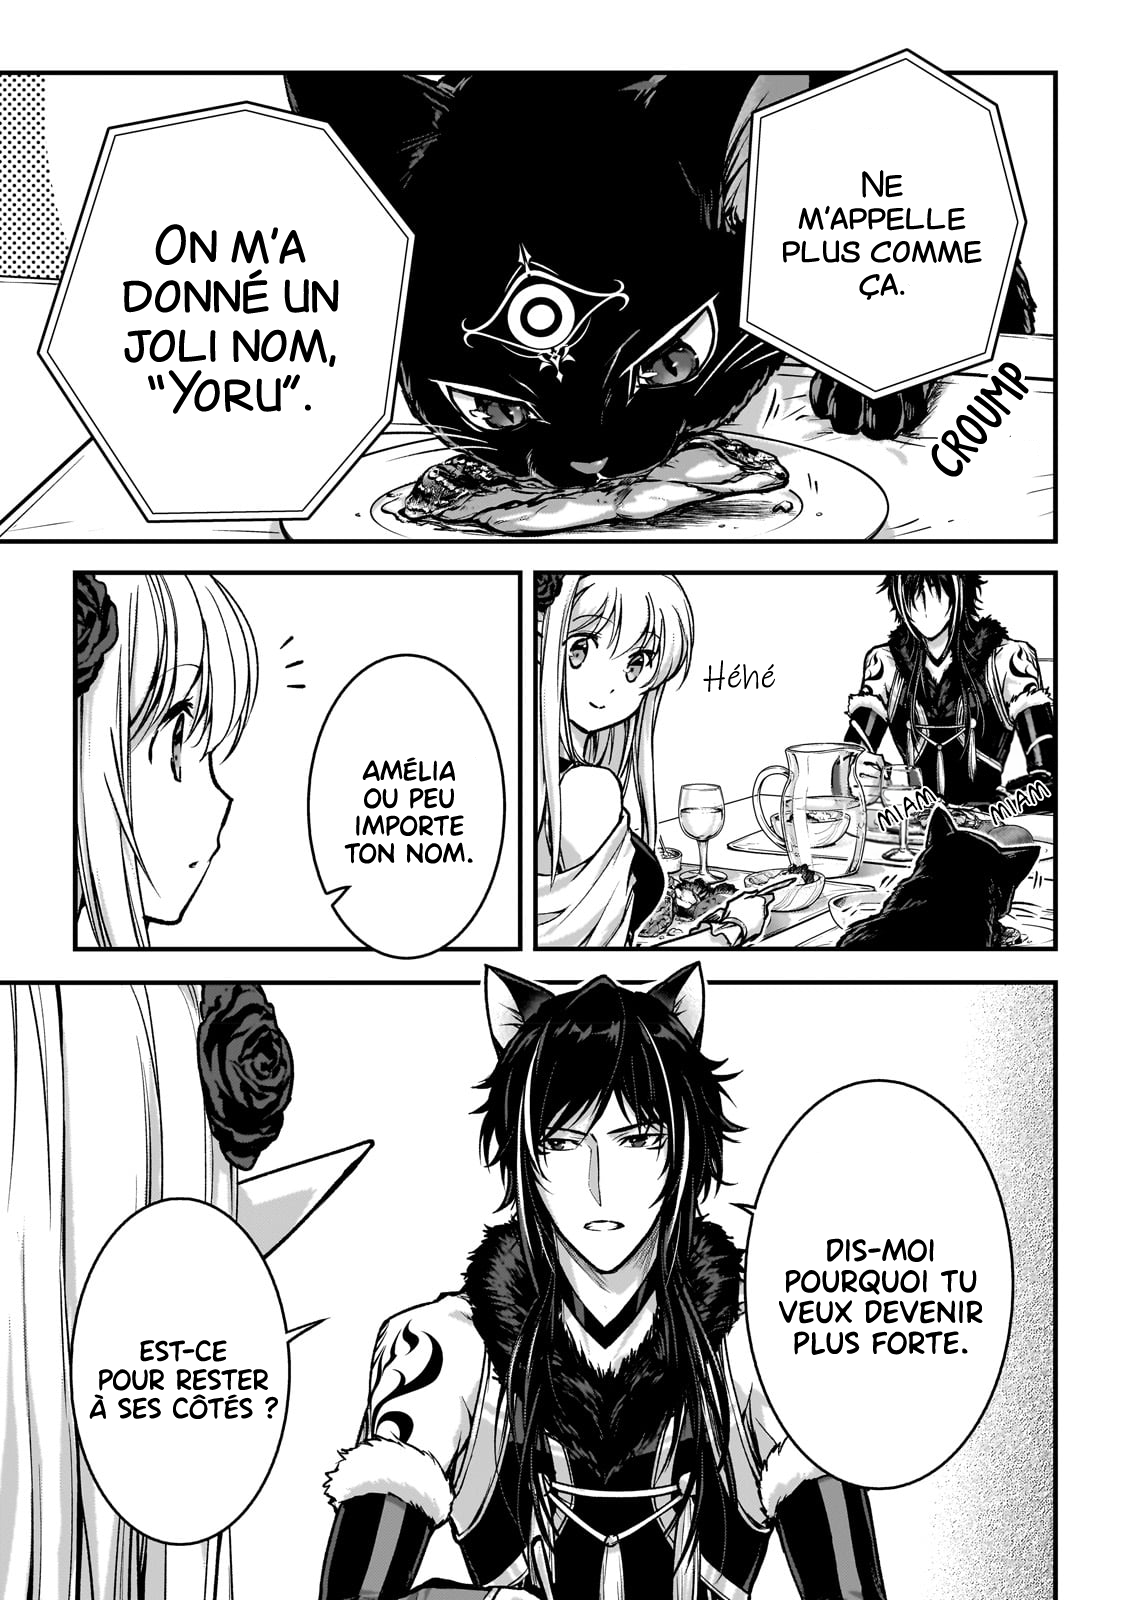 NE
M'APPELLE
PLUS COMME
ÇA.
CROUMP
ON M'A
DONNÉ UN
JOLI NOM,
"YORU".
Héhé
MIAM
MIAM
AMÉLIA
OU PEU
IMPORTE
TON NOM.
DIS-MOI
POURQUOI TU
VEUX DEVENIR
PLUS FORTE.
EST-CE
POUR RESTER
À SES CÔTÉS ?